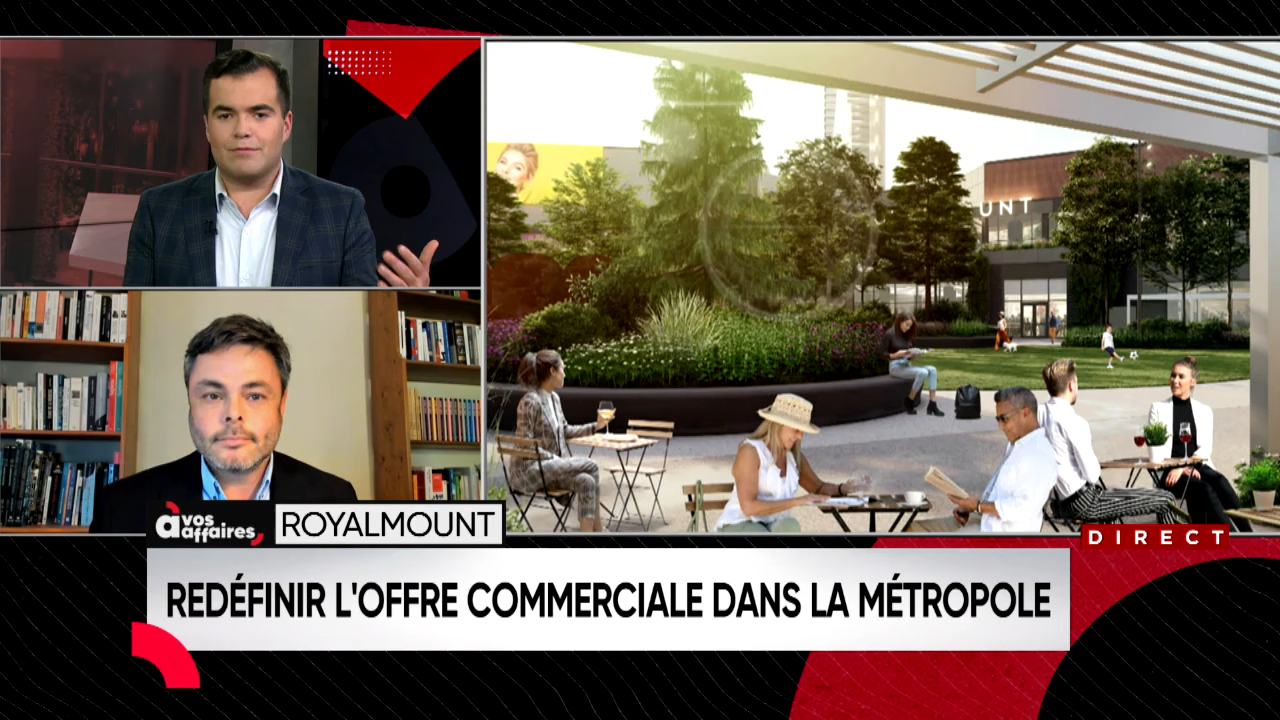 UNT
à vos
affaires
ROYALMOUNT
DIRECT
REDÉFINIR L'OFFRE COMMERCIALE DANS LA MÉTROPOLE